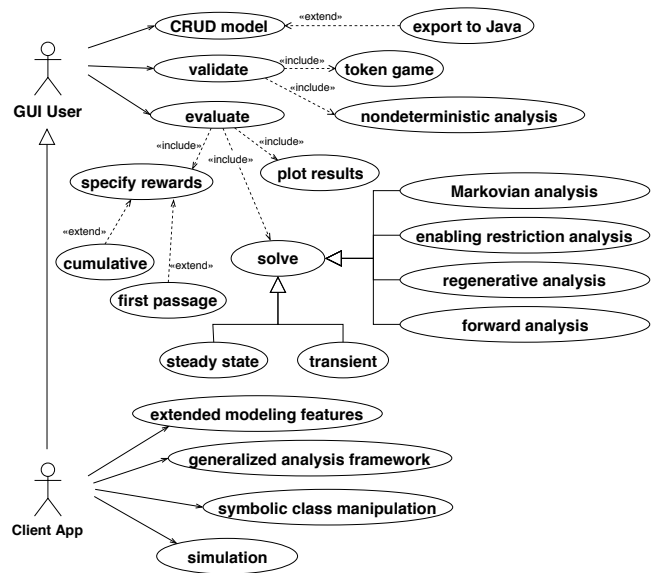 CRUD model
«extend»
export to Java
validate
«include»
token game
«include»
nondeterministic analysis
GUI User
evaluate
«include»
«include»
«include»
plot results
specify rewards
Markovian analysis
«extend»
enabling restriction analysis
cumulative
«extend»
solve
regenerative analysis
first passage
forward analysis
steady state
transient
extended modeling features
generalized analysis framework
symbolic class manipulation
Client App
simulation